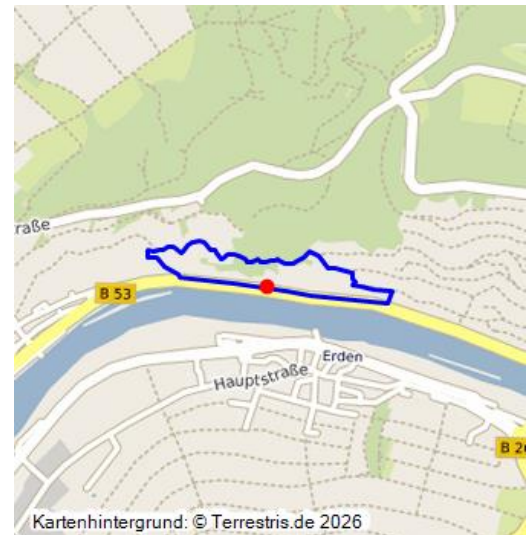 raße
B 53
Erden
Hauptstraße
B 2
Kartenhintergrund: © Terrestris.de 2026